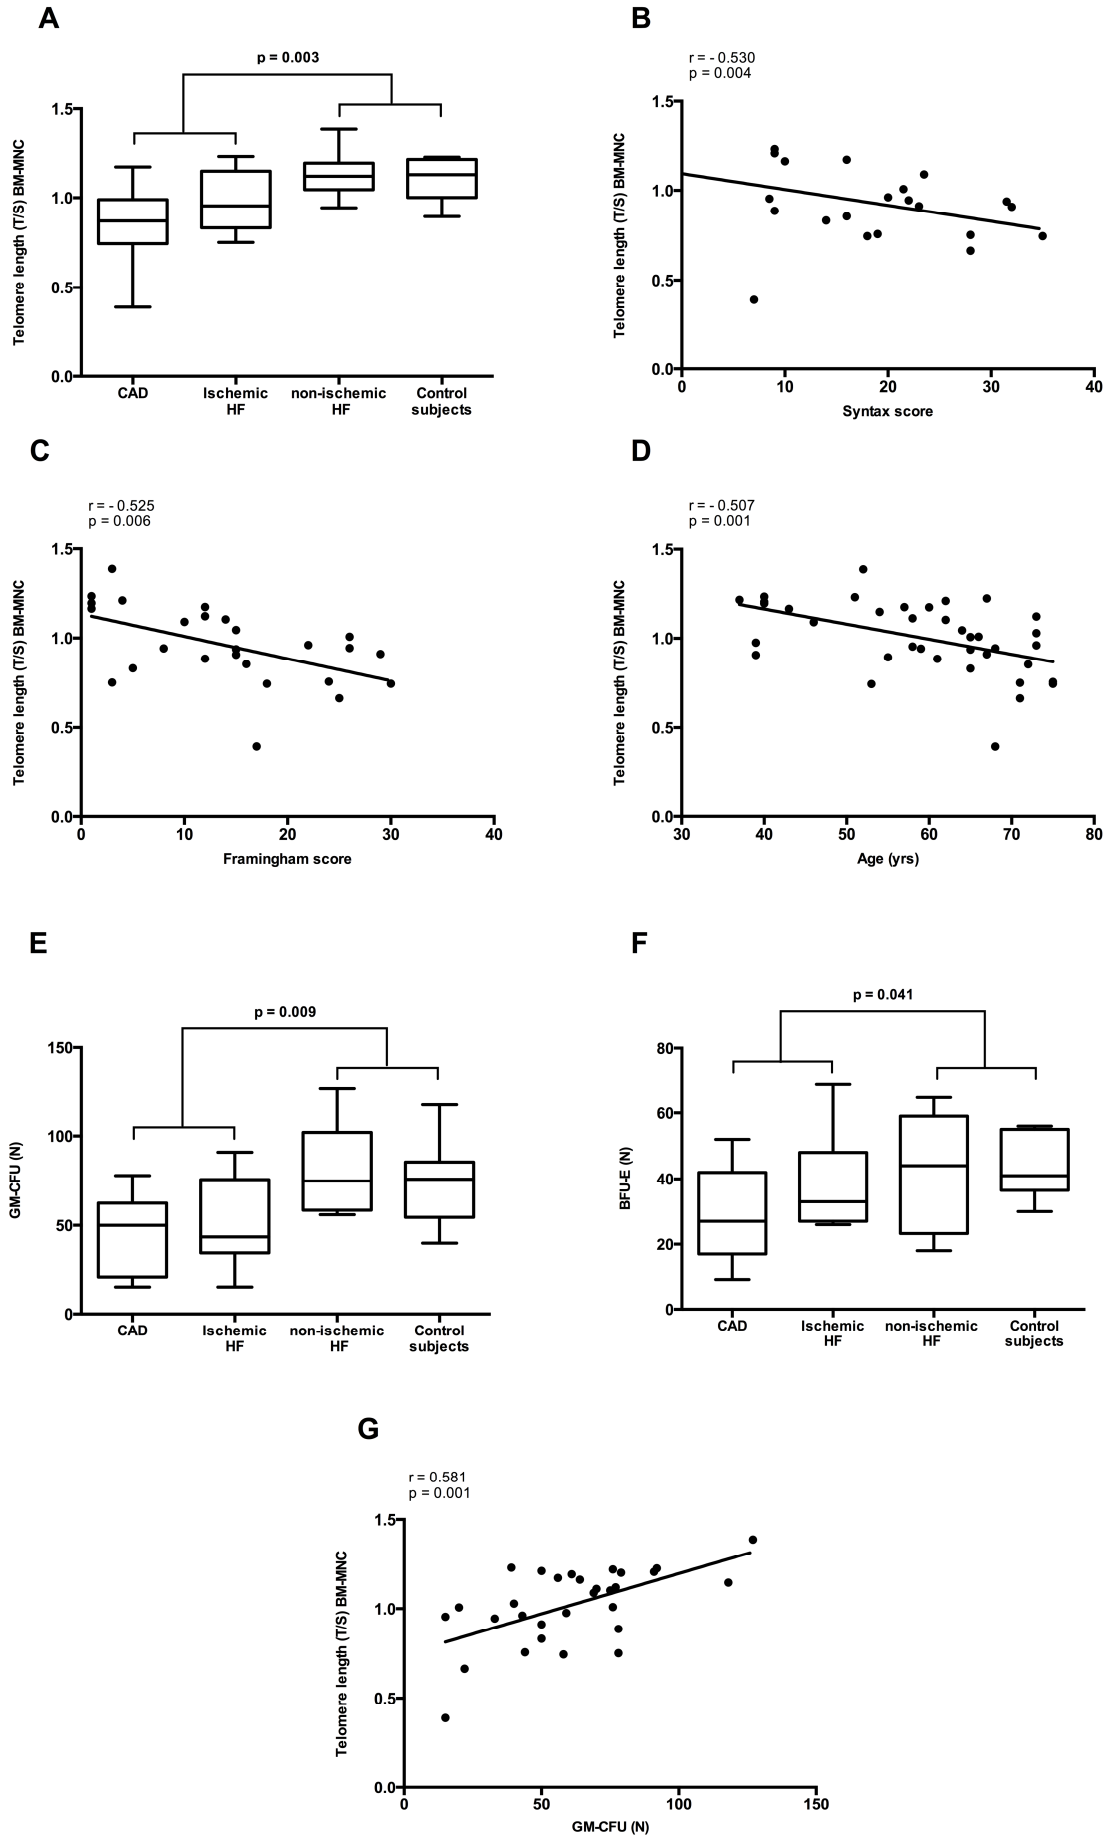 A
p = 0.003
Telomere length (T/S) BM-MNC
1.5
1.0
0.5
0.0
CAD
Ischemic
HF
non-ischemic
HF
Control
subjects
B
r = - 0.530
p = 0.004
Telomere length (T/S) BM-MNC
1.5
1.0
0.5
0.0
0 10 20 30 40
Syntax score
C
r = - 0.525
p = 0.006
Telomere length (T/S) BM-MNC
1.5
1.0
0.5
0.0
0 10 20 30 40
Framingham score
D
r = - 0.507
p = 0.001
Telomere length (T/S) BM-MNC
1.5
1.0
0.5
0.0
30 40 50 60 70 80
Age (yrs)
E
p = 0.009
GM-CFU (N)
150
100
50
0
CAD
Ischemic
HF
non-ischemic
HF
Control
subjects
F
p = 0.041
BFU-E (N)
80
60
40
20
0
CAD
Ischemic
HF
non-ischemic
HF
Control
subjects
G
r = 0.581
p = 0.001
Telomere length (T/S) BM-MNC
1.5
1.0
0.5
0.0
0 50 100 150
GM-CFU (N)